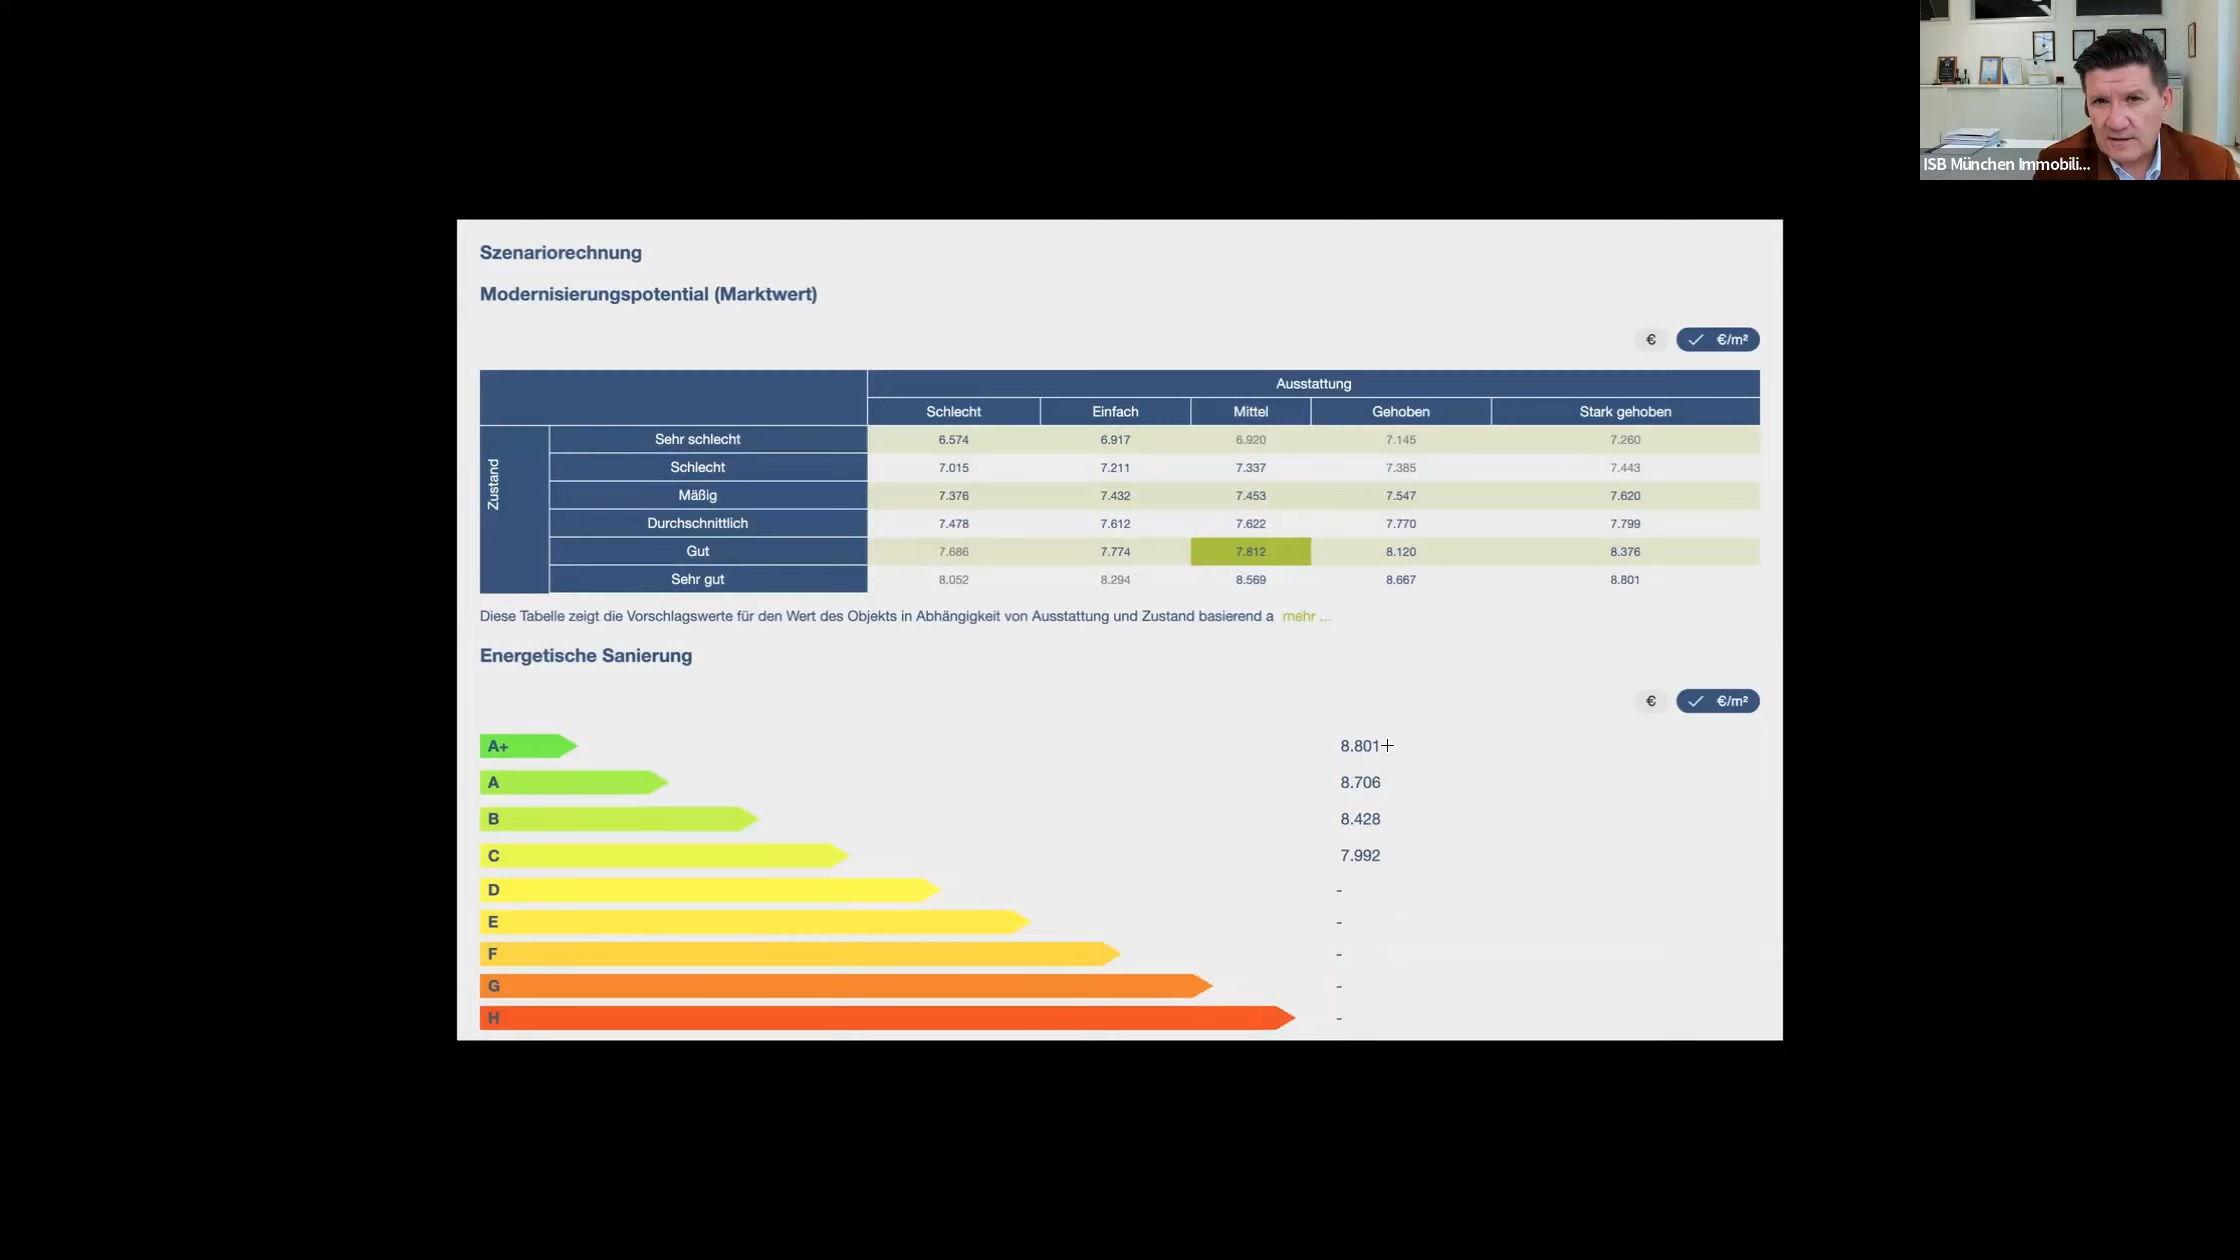 ISB München Immobili...
Szenariorechnung
Modernisierungspotential (Marktwert)
€ €/m²
Ausstattung
Schlecht Einfach Mittel Gehoben Stark gehoben
Zustand
Sehr schlecht 6.574 6.917 6.920 7.145 7.260
Schlecht 7.015 7.211 7.337 7.385 7.443
Mäßig 7.376 7.432 7.453 7.547 7.620
Durchschnittlich 7.478 7.612 7.622 7.770 7.799
Gut 7.686 7.774 7.812 8.120 8.376
Sehr gut 8.052 8.294 8.569 8.667 8.801
Diese Tabelle zeigt die Vorschlagswerte für den Wert des Objekts in Abhängigkeit von Ausstattung und Zustand basierend a mehr ...
Energetische Sanierung
€ €/m²
A+ 8.801
A 8.706
B 8.428
C 7.992
D -
E -
F -
G -
H -